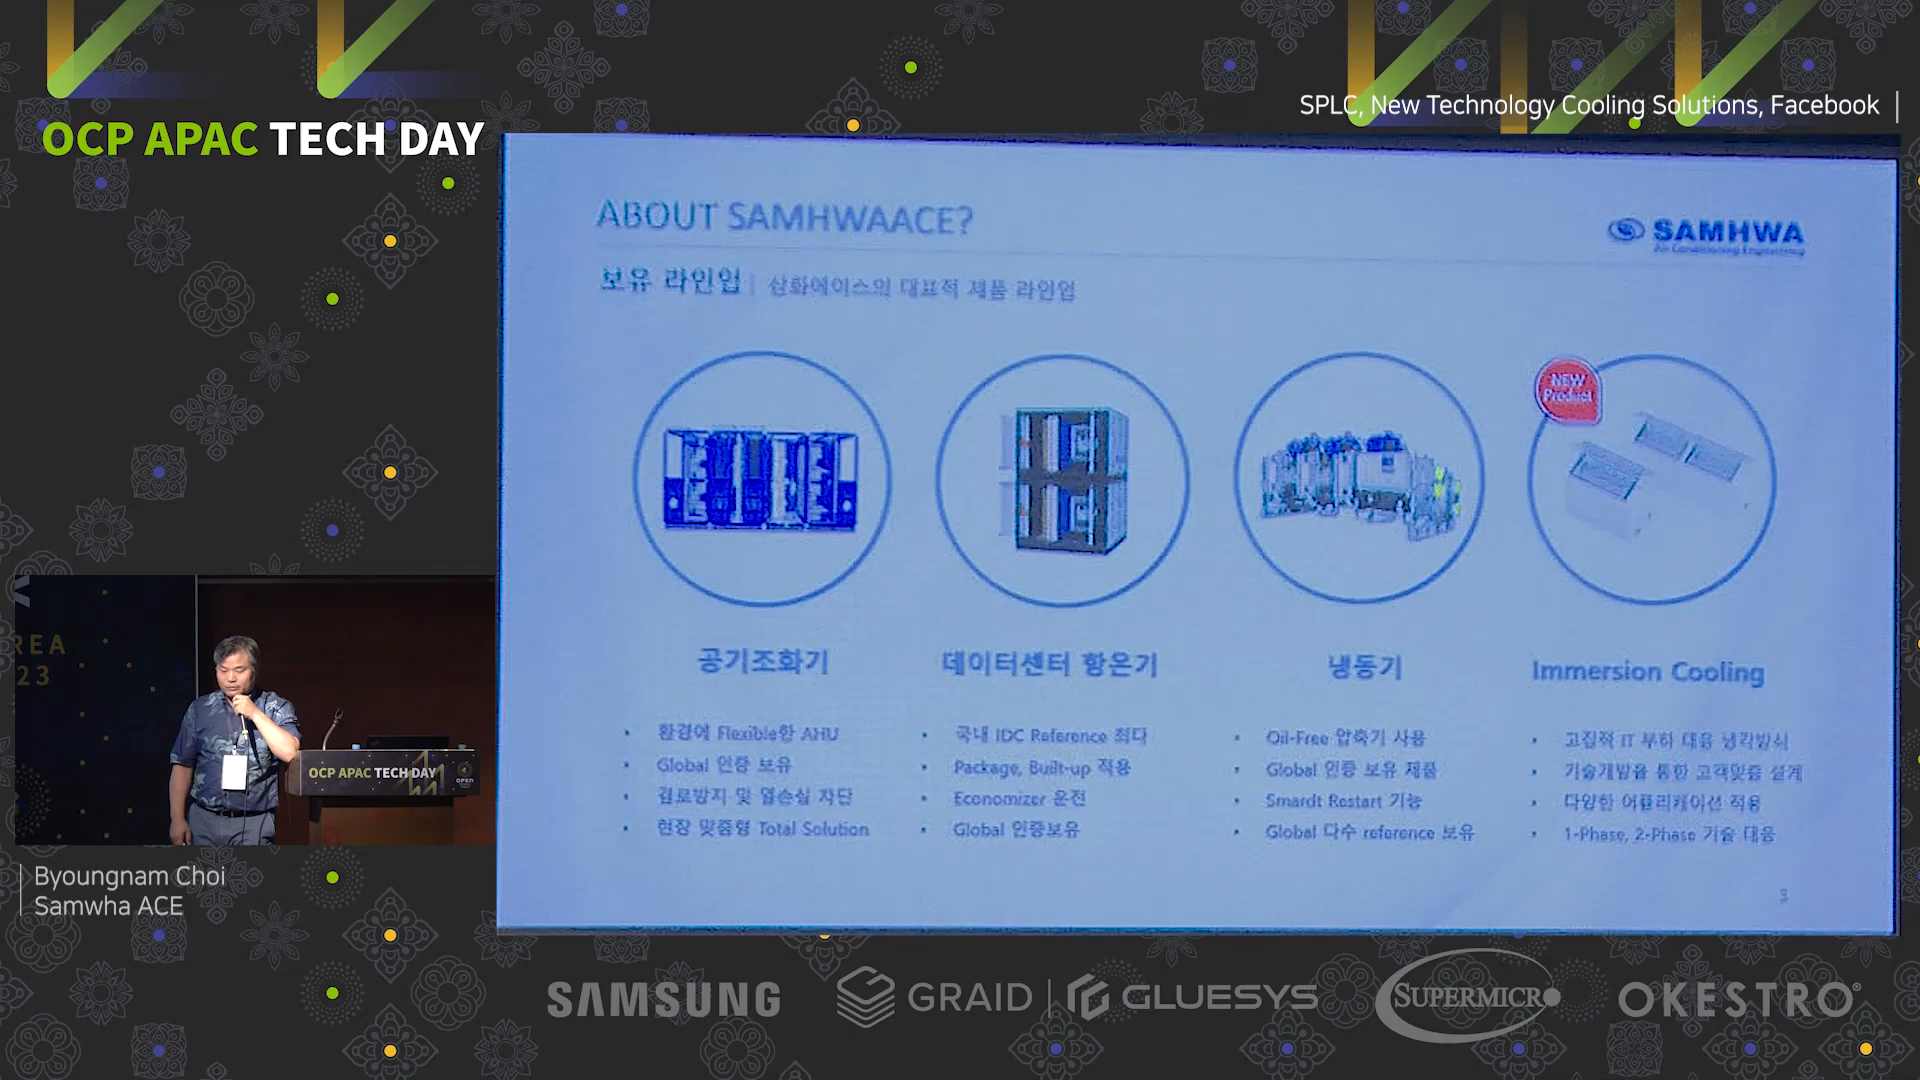 SPLC, New Technology Cooling Solutions, Facebook
OCP APAC TECH DAY
ABOUT SAMHWAACE?
SAMHWA
Air Conditioning Engineering
보유 라인업 | 삼화에이스의 대표적 제품 라인업
NEW
Product
공기조화기
환경에 Flexible한 AHU
Global 인증 보유
결로방지 및 열손실 차단
현장 맞춤형 Total Solution
데이터센터 항온기
국내 IDC Reference 최다
Package, Built-up 적용
Economizer 운전
Global 인증보유
냉동기
Oil-Free 압축기 사용
Global 인증 보유 제품
Smardt Restart 기능
Global 다수 reference 보유
Immersion Cooling
고집적 IT 부하 대응 냉각방식
기술개발을 통한 고객맞춤 설계
다양한 어플리케이션 적용
1-Phase, 2-Phase 기술 대응
3
REA
23
OCP APAC TECH DAY
OPEN
Byoungnam Choi
Samwha ACE
SAMSUNG
GRAID
GLUESYS
SUPERMICRO
OKESTRO